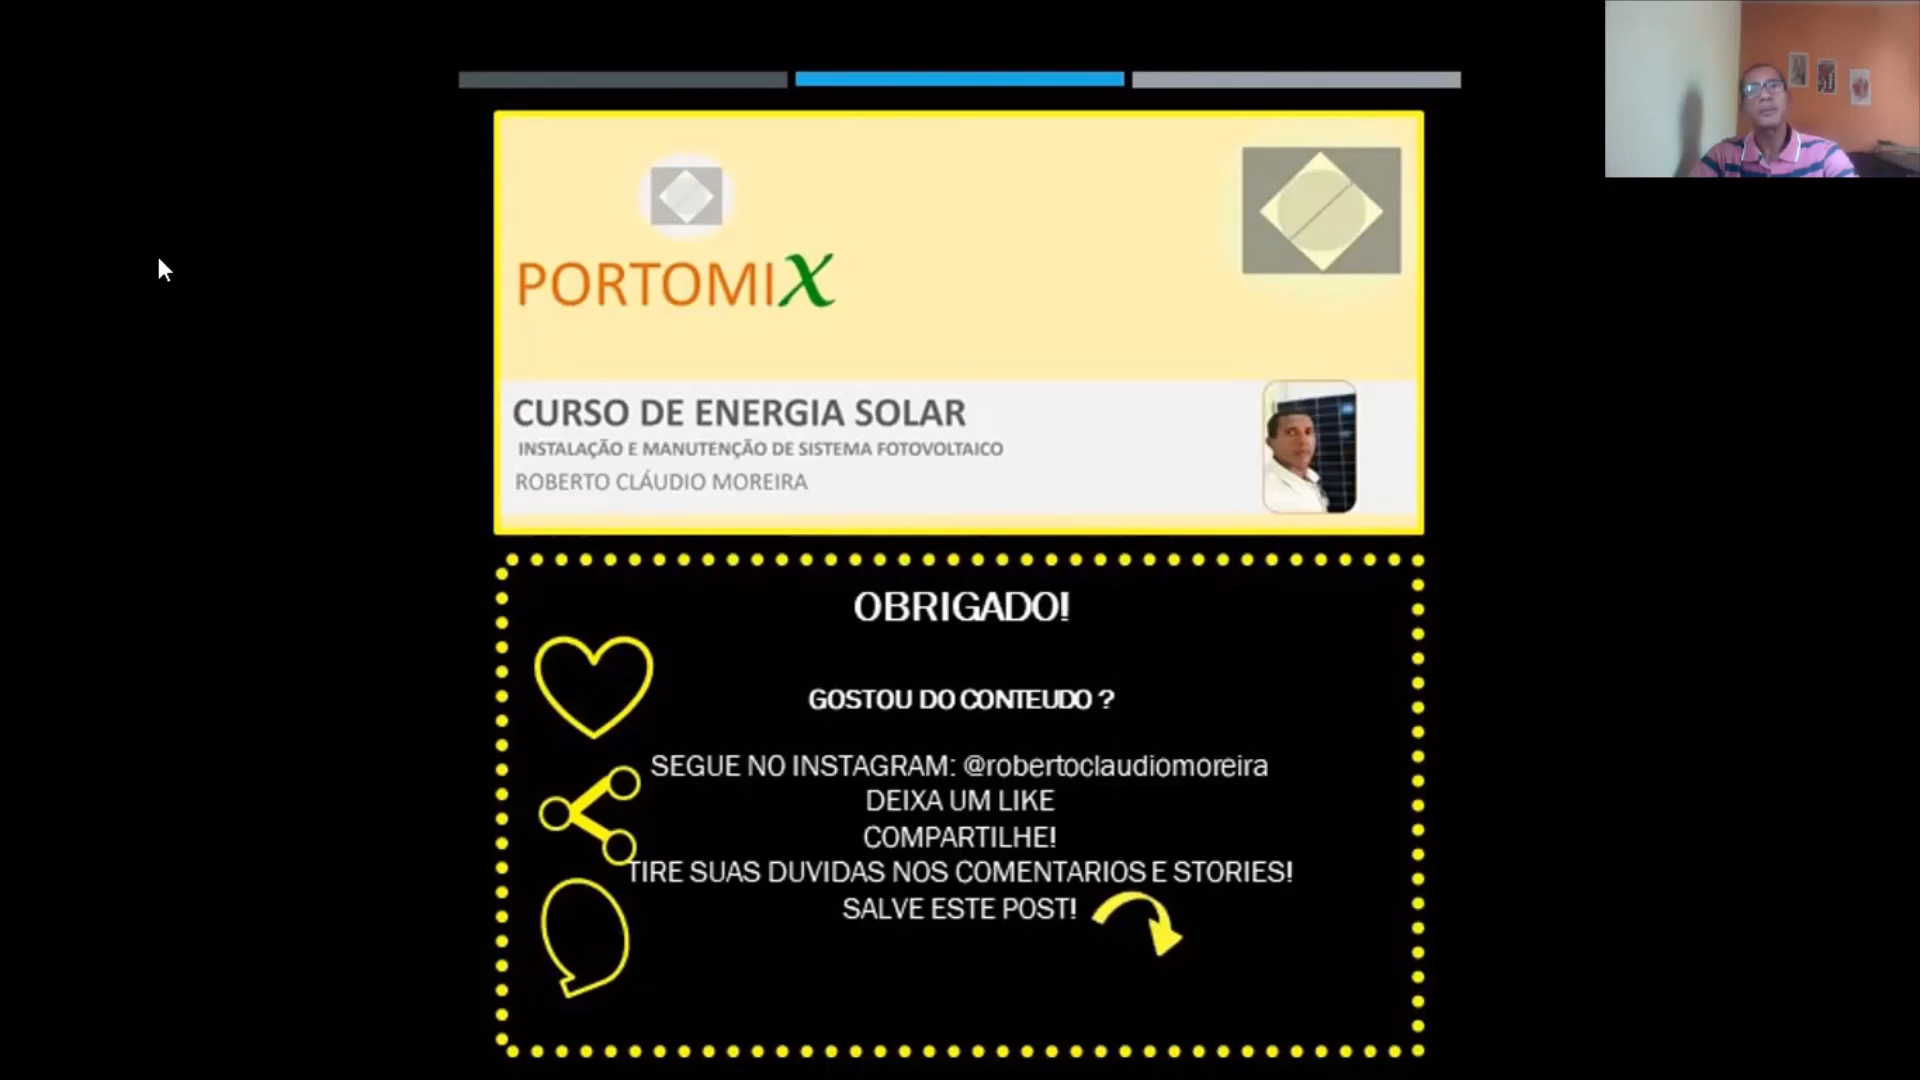 PORTOMIX
CURSO DE ENERGIA SOLAR
INSTALAÇÃO E MANUTENÇÃO DE SISTEMA FOTOVOLTAICO
ROBERTO CLÁUDIO MOREIRA
OBRIGADO!
GOSTOU DO CONTEUDO ?
SEGUE NO INSTAGRAM: @robertoclaudiomoreira
DEIXA UM LIKE
COMPARTILHE!
TIRE SUAS DUVIDAS NOS COMENTARIOS E STORIES!
SALVE ESTE POST!